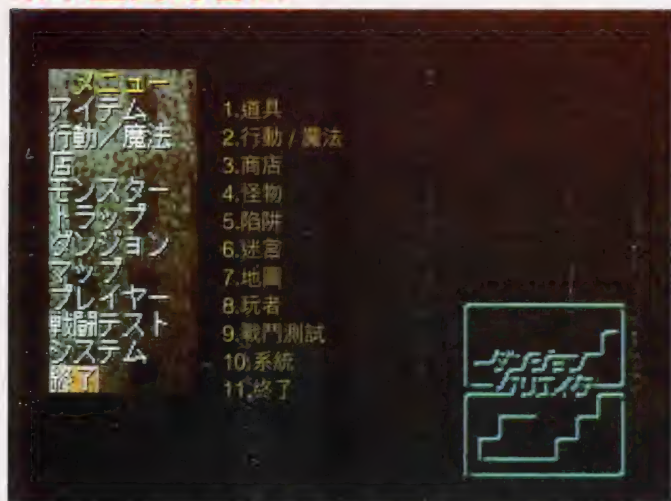 メニュー
アイテム
行動／魔法
店
モンスター
トラップ
ダンジョン
マップ
プレイヤー
戦闘テスト
システム
終了
1.道具
2.行動 / 魔法
3.商店
4.怪物
5.陷阱
6.迷宮
7.地圖
8.玩者
9.戰鬥測試
10.系統
11.終了
ダンジョン
クリエイター